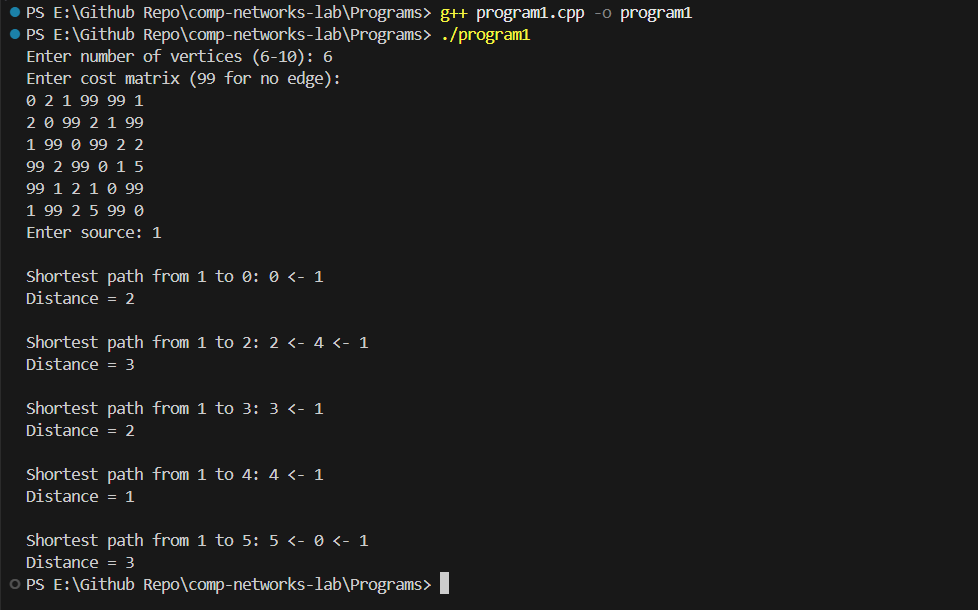 PS E:\Github Repo\comp-networks-lab\Programs> g++ program1.cpp -o program1
PS E:\Github Repo\comp-networks-lab\Programs> ./program1
Enter number of vertices (6-10): 6
Enter cost matrix (99 for no edge):
0 2 1 99 99 1
2 0 99 2 1 99
1 99 0 99 2 2
99 2 99 0 1 5
99 1 2 1 0 99
1 99 2 5 99 0
Enter source: 1
Shortest path from 1 to 0: 0 <- 1
Distance = 2
Shortest path from 1 to 2: 2 <- 4 <- 1
Distance = 3
Shortest path from 1 to 3: 3 <- 1
Distance = 2
Shortest path from 1 to 4: 4 <- 1
Distance = 1
Shortest path from 1 to 5: 5 <- 0 <- 1
Distance = 3
PS E:\Github Repo\comp-networks-lab\Programs>